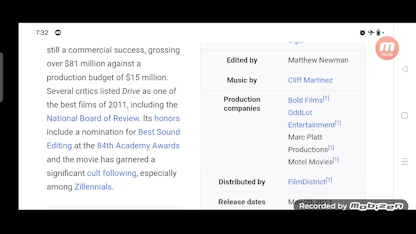 7:32
still a commercial success, grossing
over $81 million against a
production budget of $15 million.
Several critics listed Drive as one of
the best films of 2011, including the
National Board of Review. Its honors
include a nomination for Best Sound
Editing at the 84th Academy Awards
and the movie has garnered a
significant cult following, especially
among Zillennials.
Edited by Matthew Newman
Music by Cliff Martinez
Production companies
Bold Films[1]
OddLot
Entertainment[1]
Marc Platt
Productions[1]
Motel Movies[1]
Distributed by FilmDistrict[1]
Release dates
Recorded by
MOBIZEN